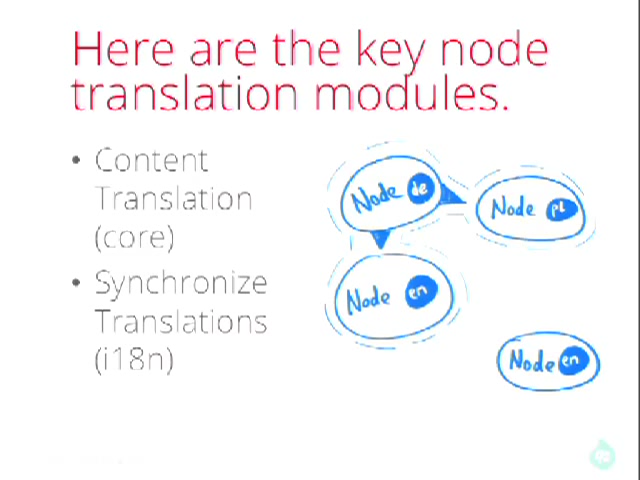 Here are the key node
translation modules.
• Content
Translation
(core)
• Synchronize
Translations
(i18n)
Node de
Node pl
Node en
Node en